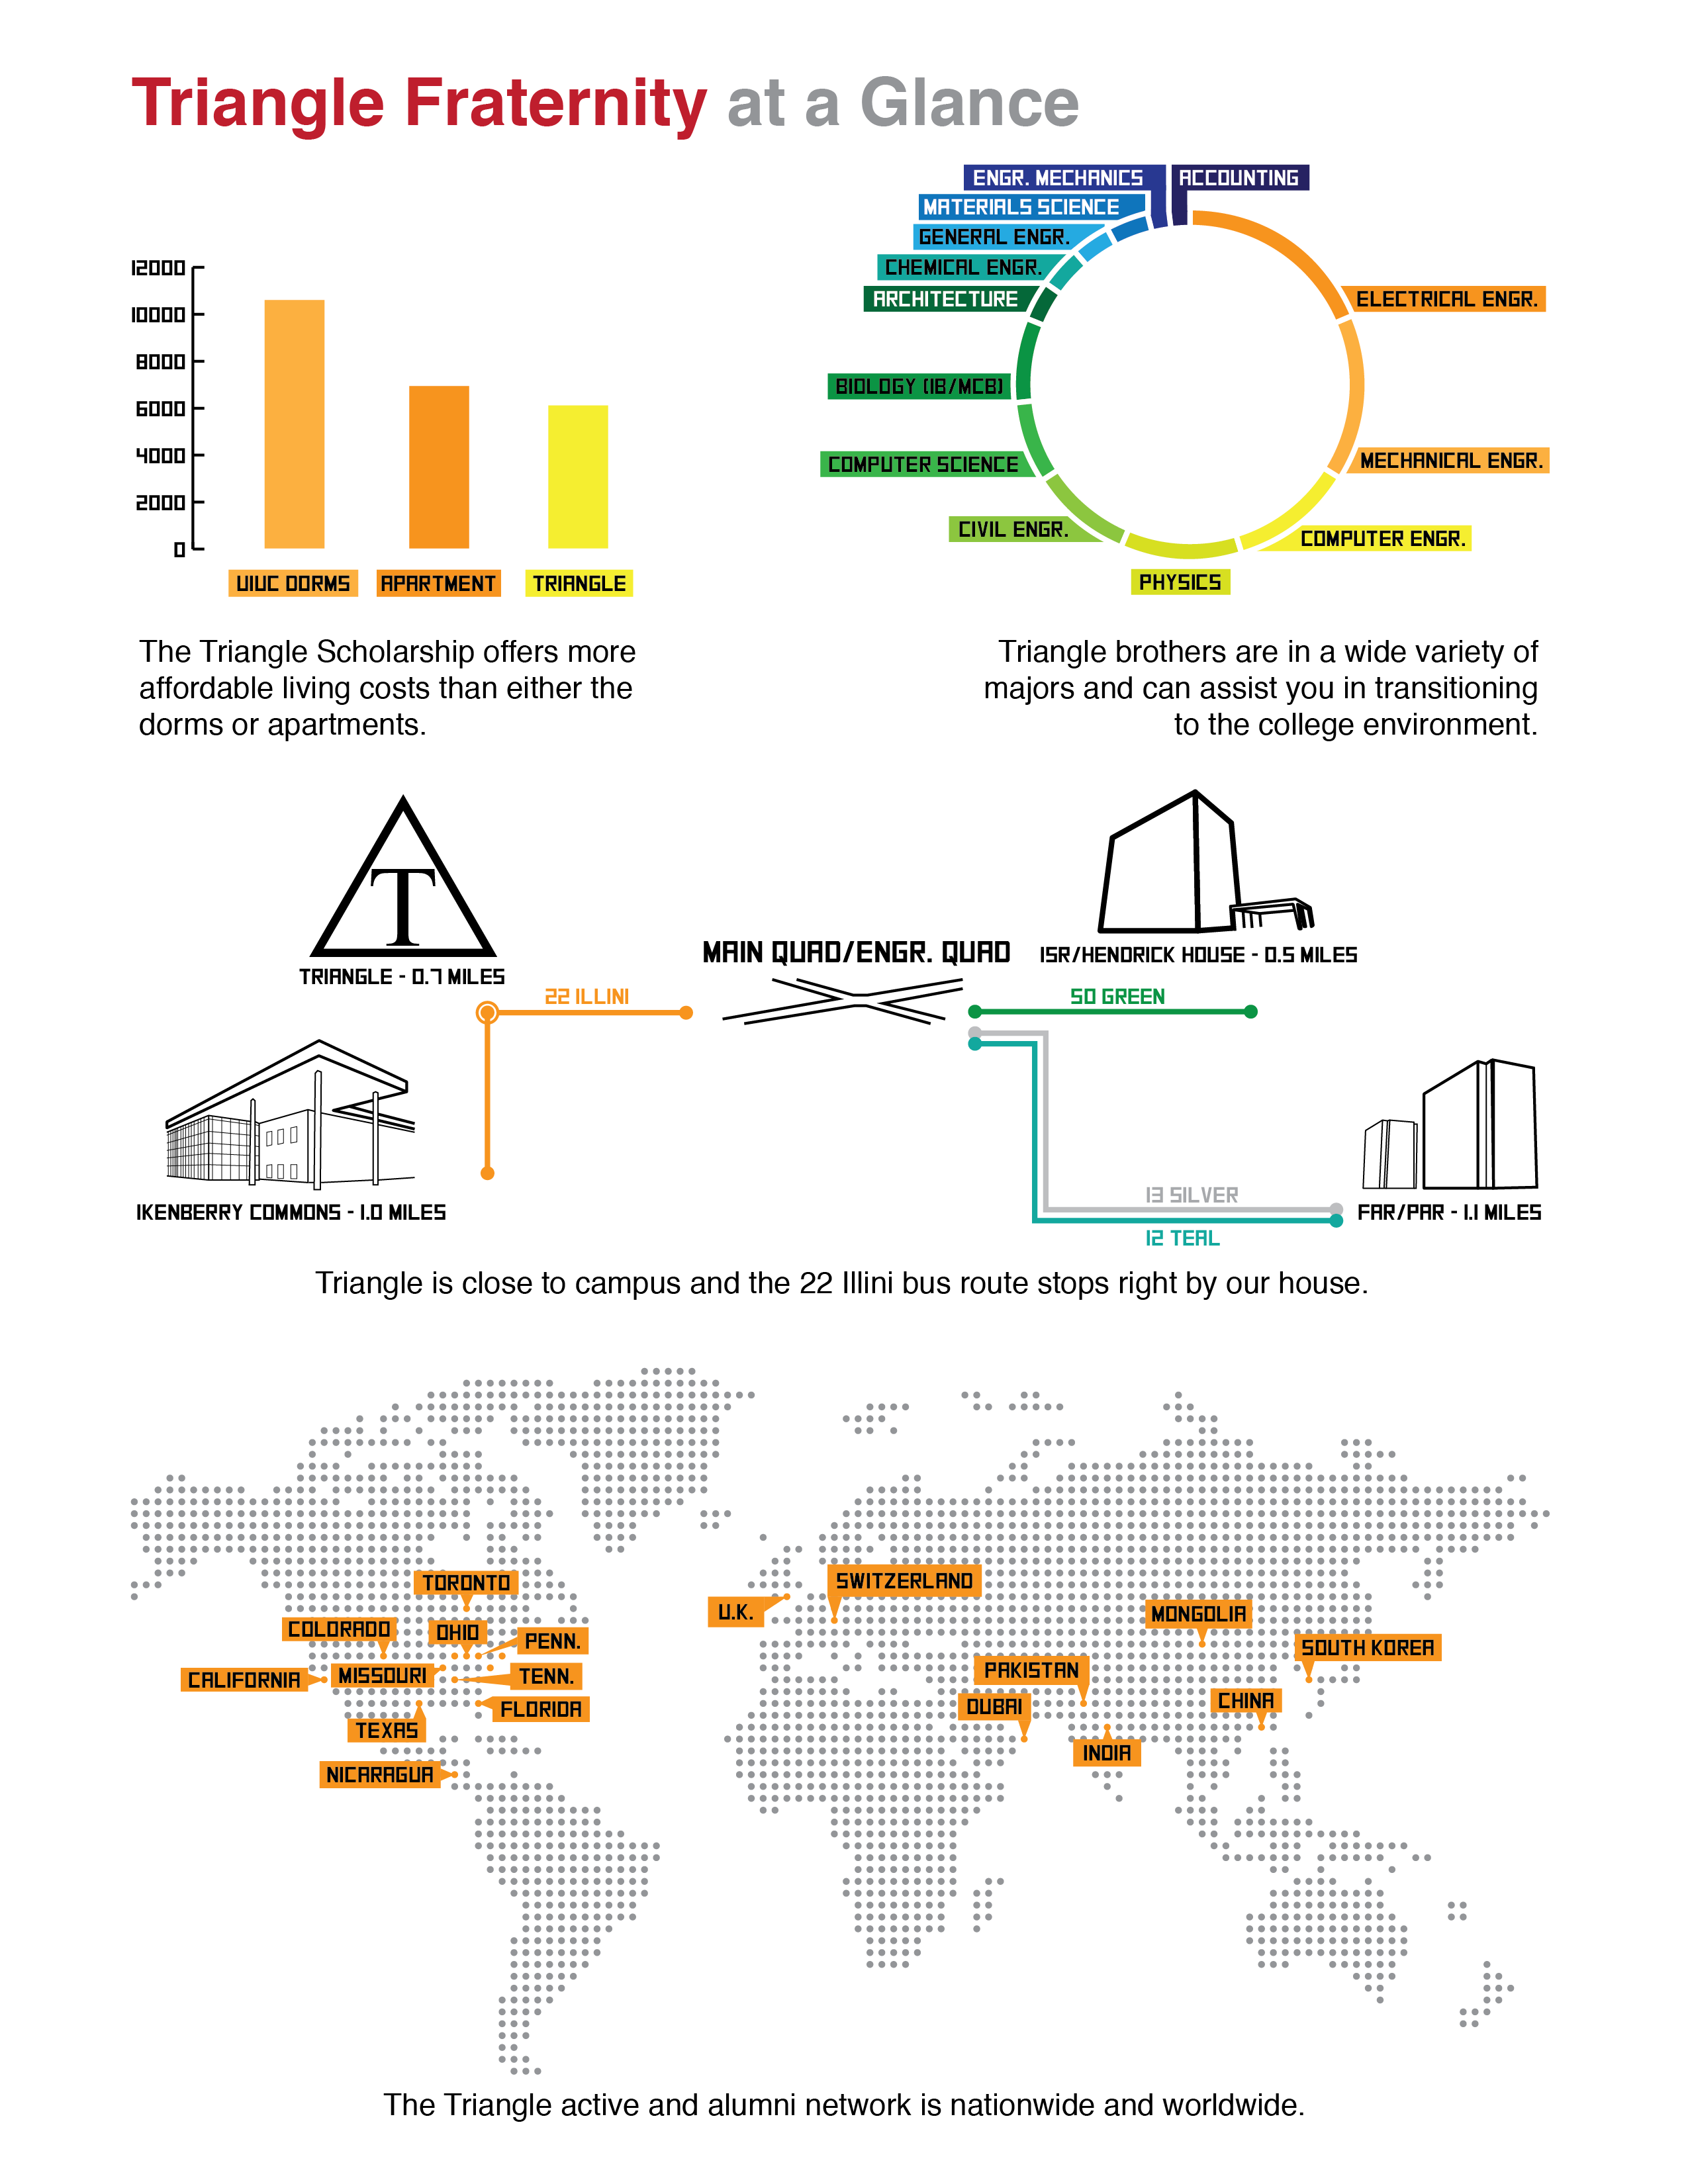 Triangle Fraternity at a Glance
12000
10000
8000
6000
4000
2000
0
UIUC DORMS
APARTMENT
TRIANGLE
The Triangle Scholarship offers more
affordable living costs than either the
dorms or apartments.
ENGR. MECHANICS
ACCOUNTING
MATERIALS SCIENCE
GENERAL ENGR.
CHEMICAL ENGR.
ARCHITECTURE
ELECTRICAL ENGR.
BIOLOGY (IB/MCB)
COMPUTER SCIENCE
MECHANICAL ENGR.
CIVIL ENGR.
COMPUTER ENGR.
PHYSICS
Triangle brothers are in a wide variety of
majors and can assist you in transitioning
to the college environment.
T
TRIANGLE - 0.7 MILES
MAIN QUAD/ENGR. QUAD
ISR/HENDRICK HOUSE - 0.5 MILES
22 ILLINI
50 GREEN
IKENBERRY COMMONS - 1.0 MILES
13 SILVER
12 TEAL
FAR/PAR - 1.1 MILES
Triangle is close to campus and the 22 Illini bus route stops right by our house.
TORONTO
COLORADO
OHIO
PENN.
CALIFORNIA
MISSOURI
TENN.
FLORIDA
TEXAS
NICARAGUA
U.K.
SWITZERLAND
MONGOLIA
SOUTH KOREA
PAKISTAN
DUBAI
CHINA
INDIA
The Triangle active and alumni network is nationwide and worldwide.